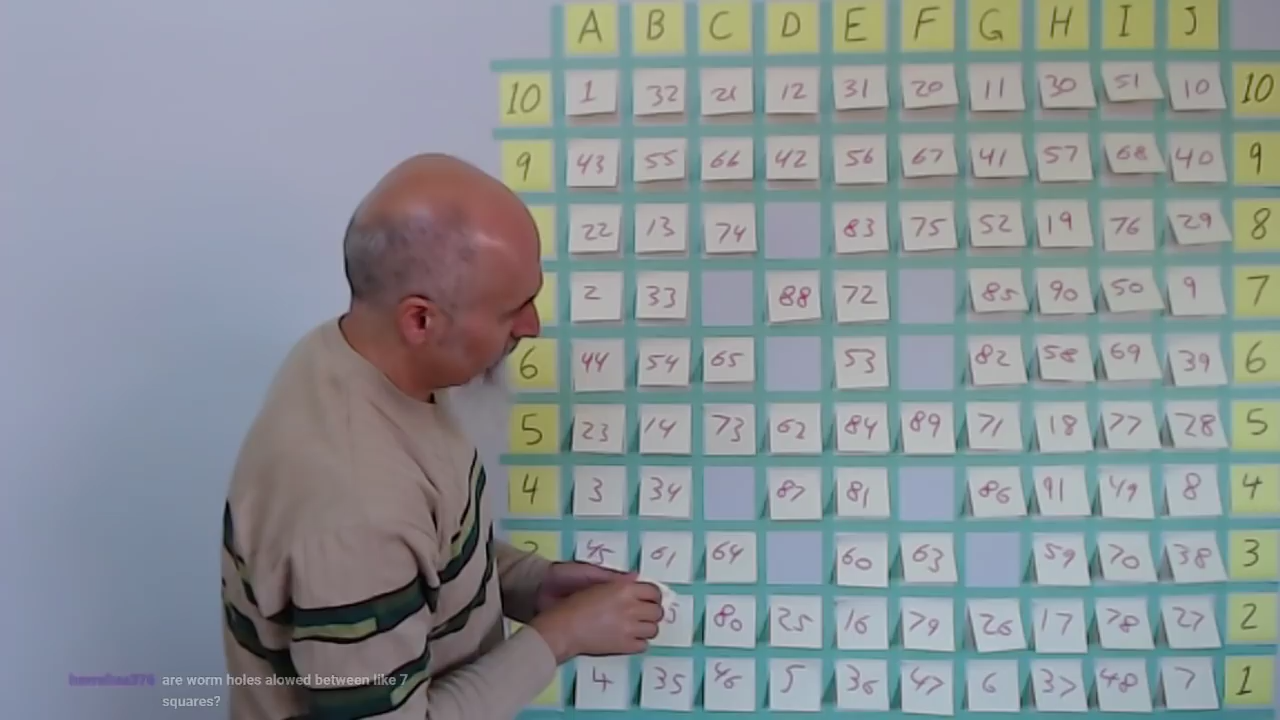 A B C D E F G H I J
10 1 32 21 12 31 20 11 30 51 10 10
9 43 55 66 42 56 67 41 57 68 40 9
22 13 74 83 75 52 19 76 29 8
2 33 88 72 85 90 50 9 7
6 44 54 65 53 82 58 69 39 6
5 23 14 73 62 84 89 71 18 77 28 5
4 3 34 87 81 86 91 49 8 4
45 61 64 60 63 59 70 38 3
80 25 16 79 26 17 78 27 2
4 35 46 5 36 47 6 37 48 7 1
are worm holes alowed between like 7
squares?